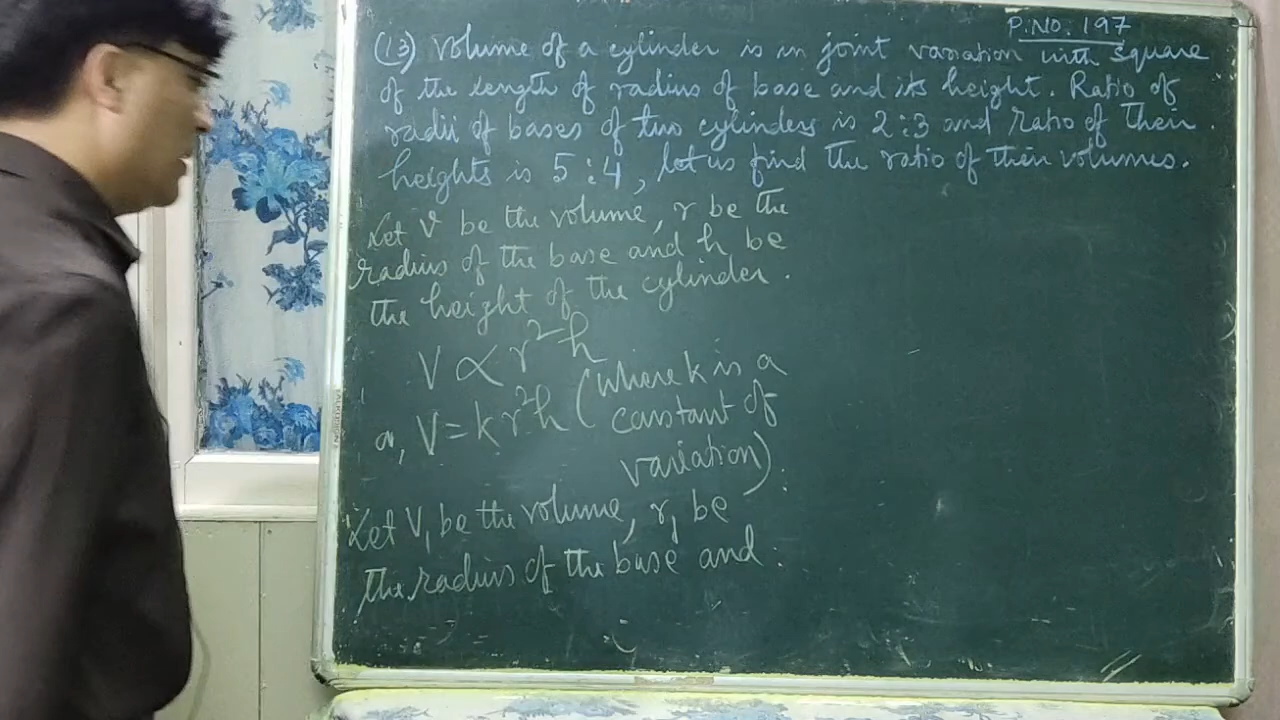 P.NO. 197
(13) Volume of a cylinder is in joint variation with square
of the length of radius of base and its height. Ratio of
radii of bases of two cylinders is 2:3 and ratio of their
heights is 5:4, let us find the ratio of their volumes.
Let V be the volume, r be the
radius of the base and h be
the height of the cylinder.
V ∝ r²h
or, V = kr²h (where k is a
constant of
variation).
Let V₁ be the volume, r₁ be
the radius of the base and